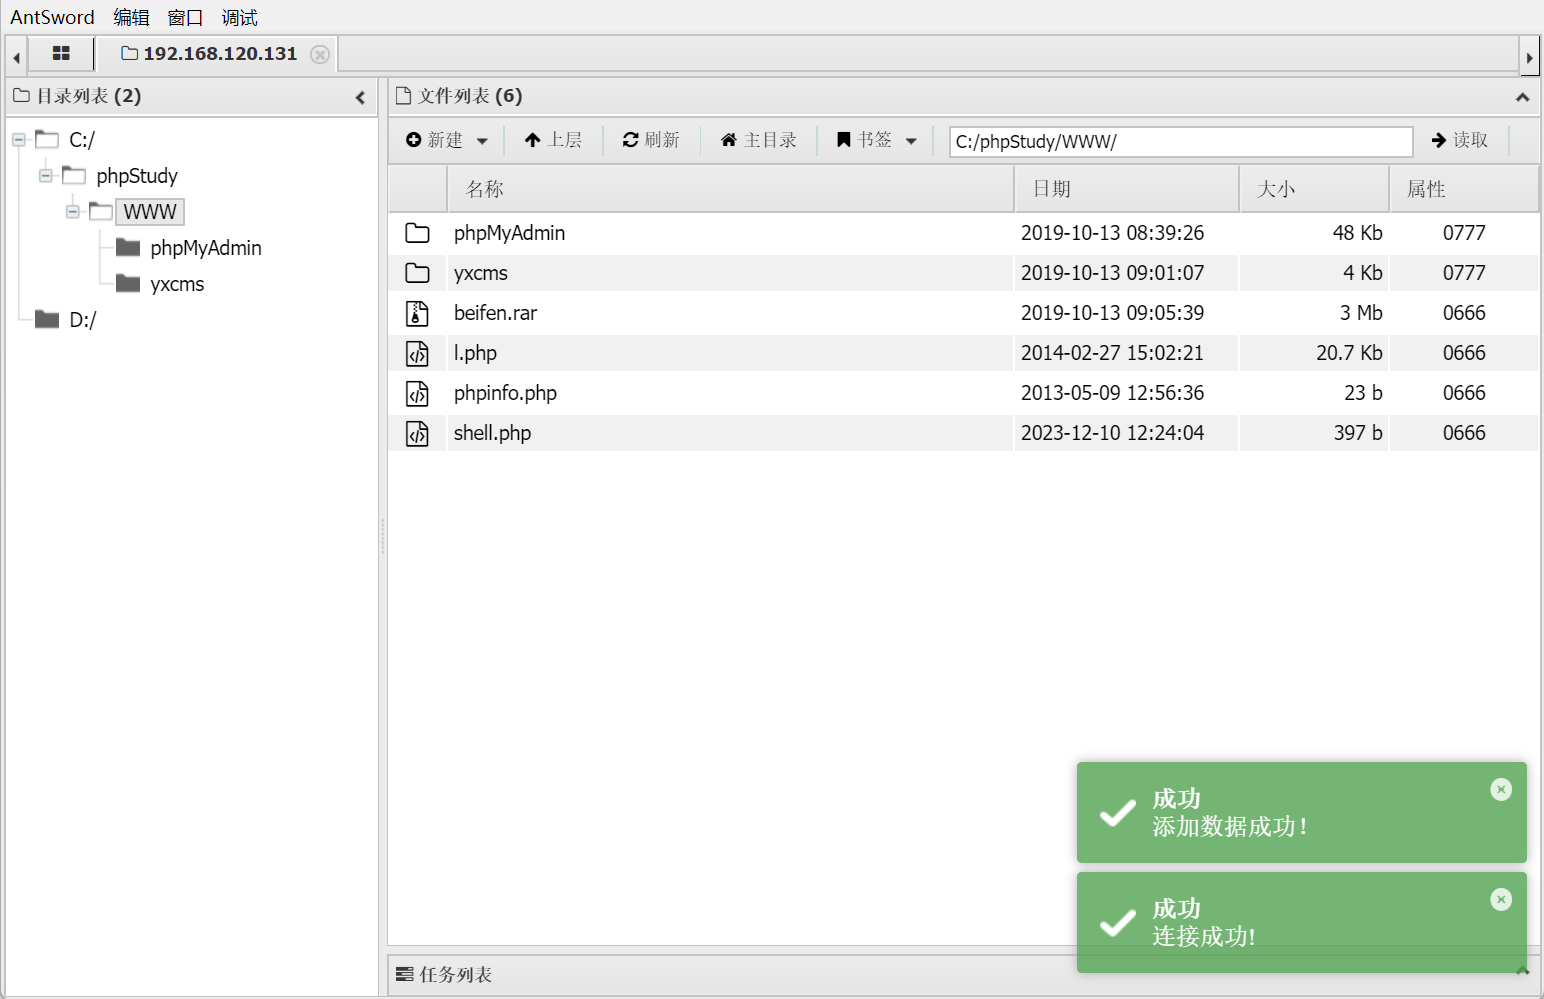 AntSword 编辑 窗口 调试
192.168.120.131
目录列表 (2)
C:/
phpStudy
WWW
phpMyAdmin
yxcms
D:/
文件列表 (6)
新建 上层 刷新 主目录 书签 C:/phpStudy/WWW/ 读取
名称 日期 大小 属性
phpMyAdmin 2019-10-13 08:39:26 48 Kb 0777
yxcms 2019-10-13 09:01:07 4 Kb 0777
beifen.rar 2019-10-13 09:05:39 3 Mb 0666
l.php 2014-02-27 15:02:21 20.7 Kb 0666
phpinfo.php 2013-05-09 12:56:36 23 b 0666
shell.php 2023-12-10 12:24:04 397 b 0666
成功
添加数据成功!
成功
连接成功!
任务列表